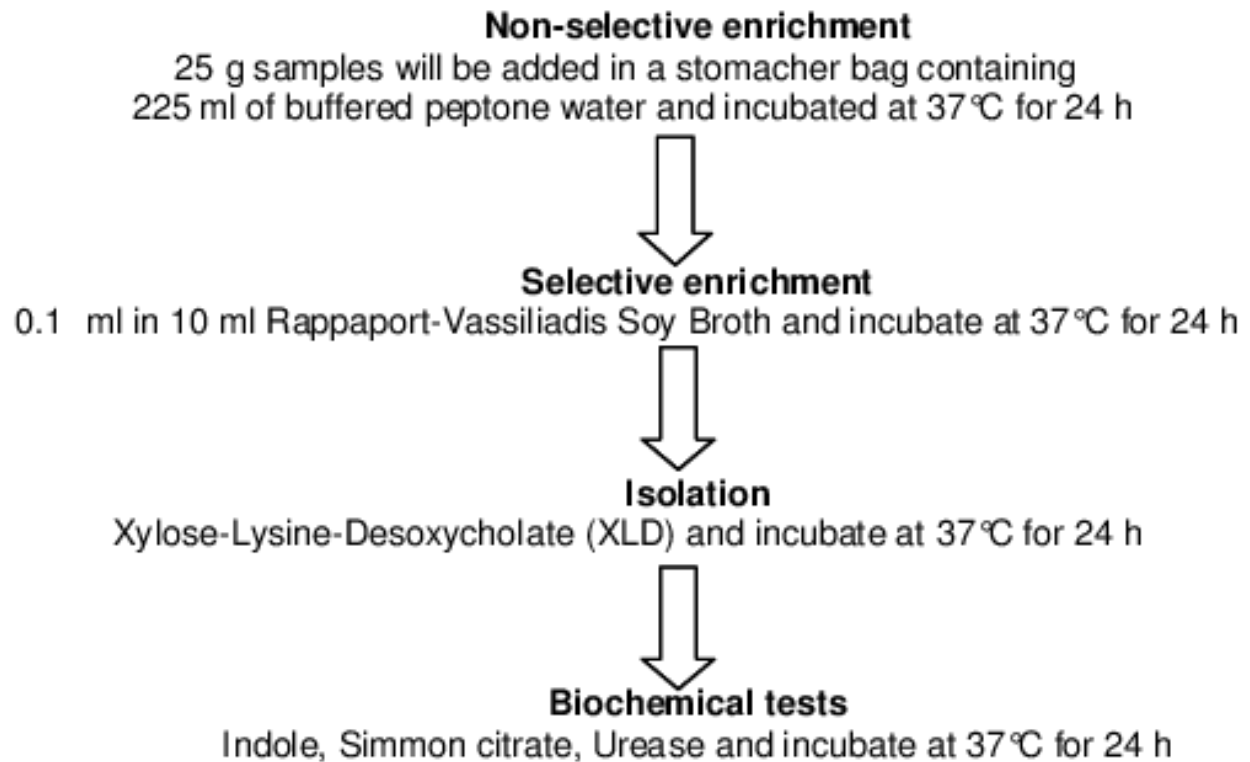 Non-selective enrichment
25 g samples will be added in a stomacher bag containing
225 ml of buffered peptone water and incubated at 37°C for 24 h
Selective enrichment
0.1 ml in 10 ml Rappaport-Vassiliadis Soy Broth and incubate at 37°C for 24 h
Isolation
Xylose-Lysine-Desoxycholate (XLD) and incubate at 37°C for 24 h
Biochemical tests
Indole, Simmon citrate, Urease and incubate at 37°C for 24 h